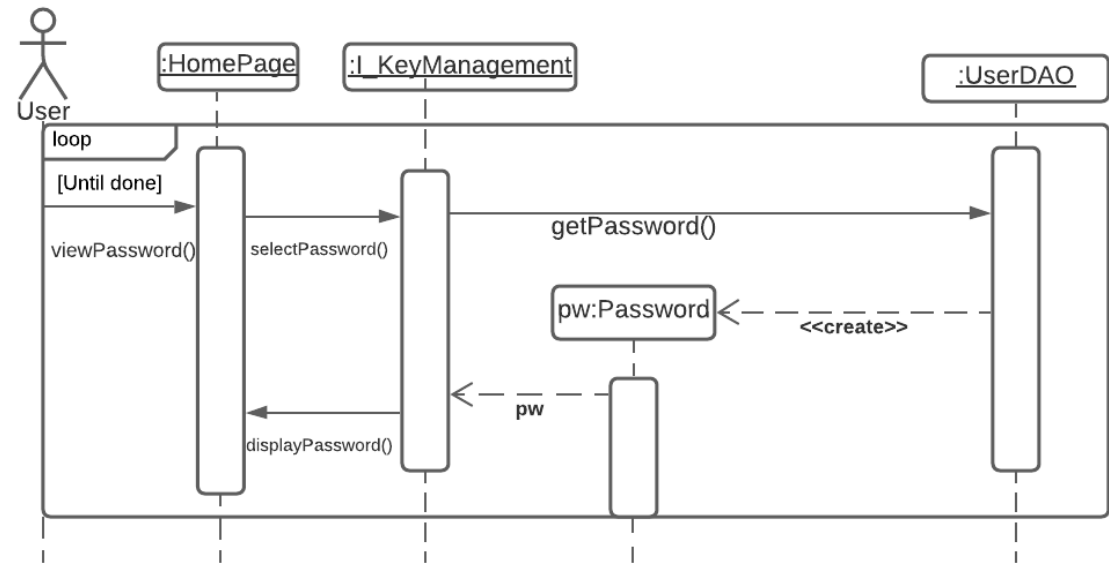 :HomePage
:I_KeyManagement
:UserDAO
User
loop
[Until done]
viewPassword()
selectPassword()
getPassword()
pw:Password
<<create>>
pw
displayPassword()